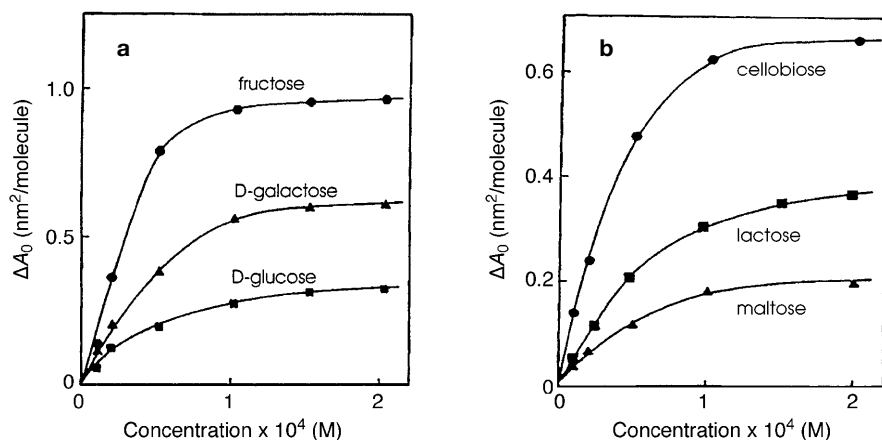 a
ΔA₀ (nm²/molecule)
1.0
0.5
0
fructose
D-galactose
D-glucose
0 1 2
Concentration x 10⁴ (M)
b
ΔA₀ (nm²/molecule)
0.6
0.4
0.2
0
cellobiose
lactose
maltose
0 1 2
Concentration x 10⁴ (M)